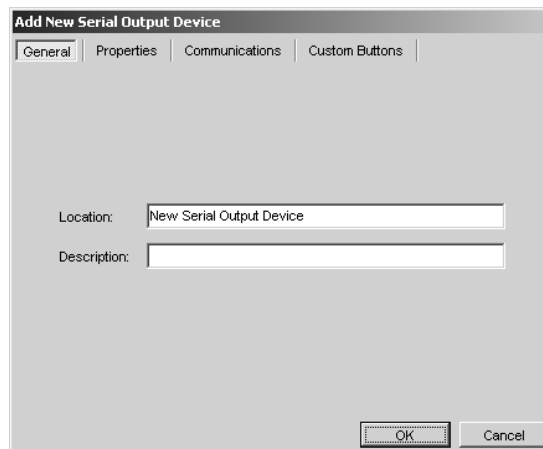 Add New Serial Output Device
General Properties Communications Custom Buttons
Location: New Serial Output Device
Description:
OK Cancel